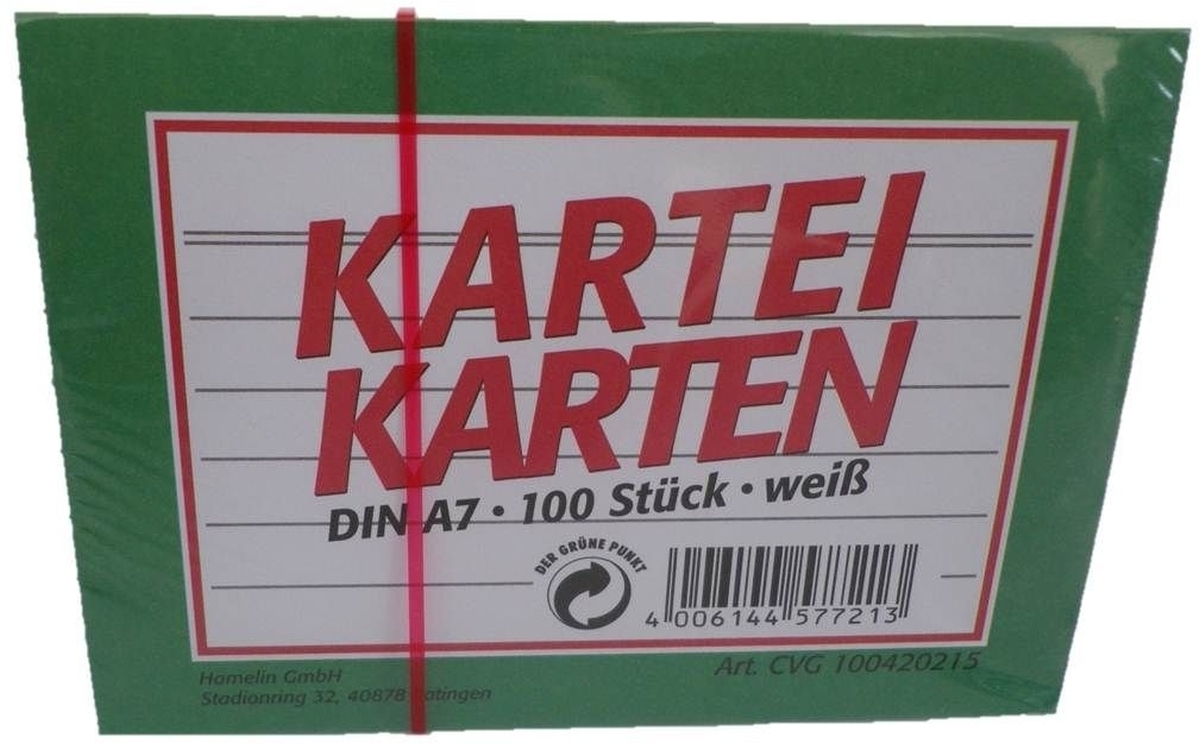 KARTEI
KARTEN
DIN A7 • 100 Stück • weiß
DER GRÜNE PUNKT
4 006144 577213
Art. CVG 100420215
Homelin GmbH
Stadionring 32, 40878 atingen